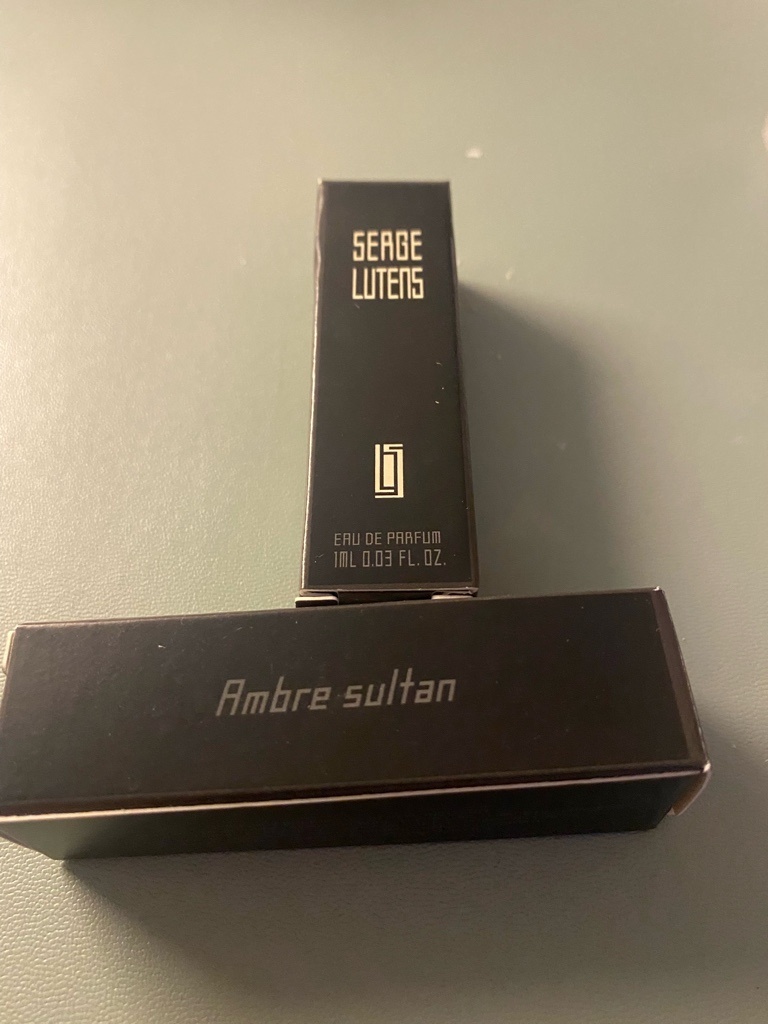 SERGE
LUTENS
EAU DE PARFUM
1ML 0.03 FL. OZ.
Ambre sultan